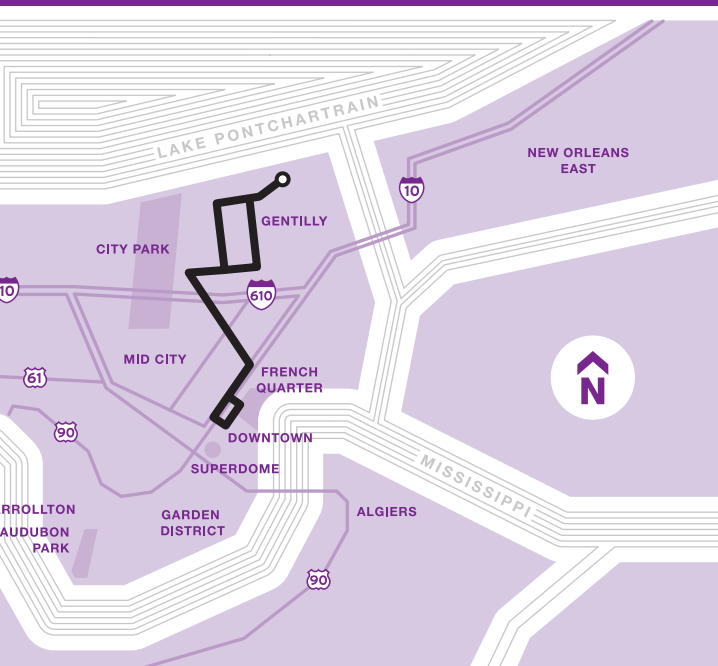 LAKE PONTCHARTRAIN
NEW ORLEANS
EAST
10
GENTILLY
CITY PARK
10
610
MID CITY
61
FRENCH
QUARTER
90
DOWNTOWN
SUPERDOME
MISSISSIPPI
N
RROLLTON
AUDUBON
PARK
GARDEN
DISTRICT
ALGIERS
90